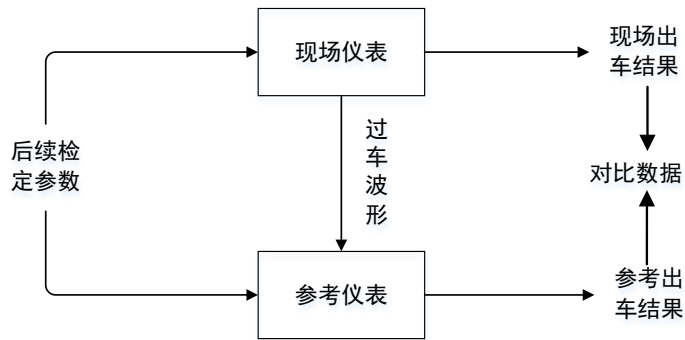 现场仪表
现场出
车结果
过
车
波
形
后续检
定参数
对比数据
参考仪表
参考出
车结果